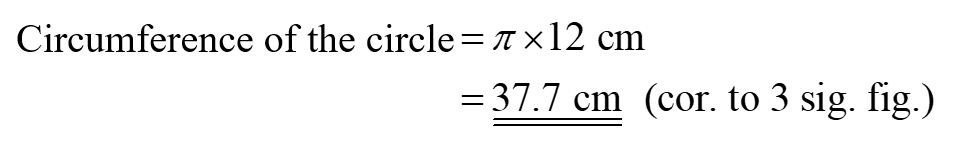 Circumference of the circle = π × 12 cm
= 37.7 cm (cor. to 3 sig. fig.)